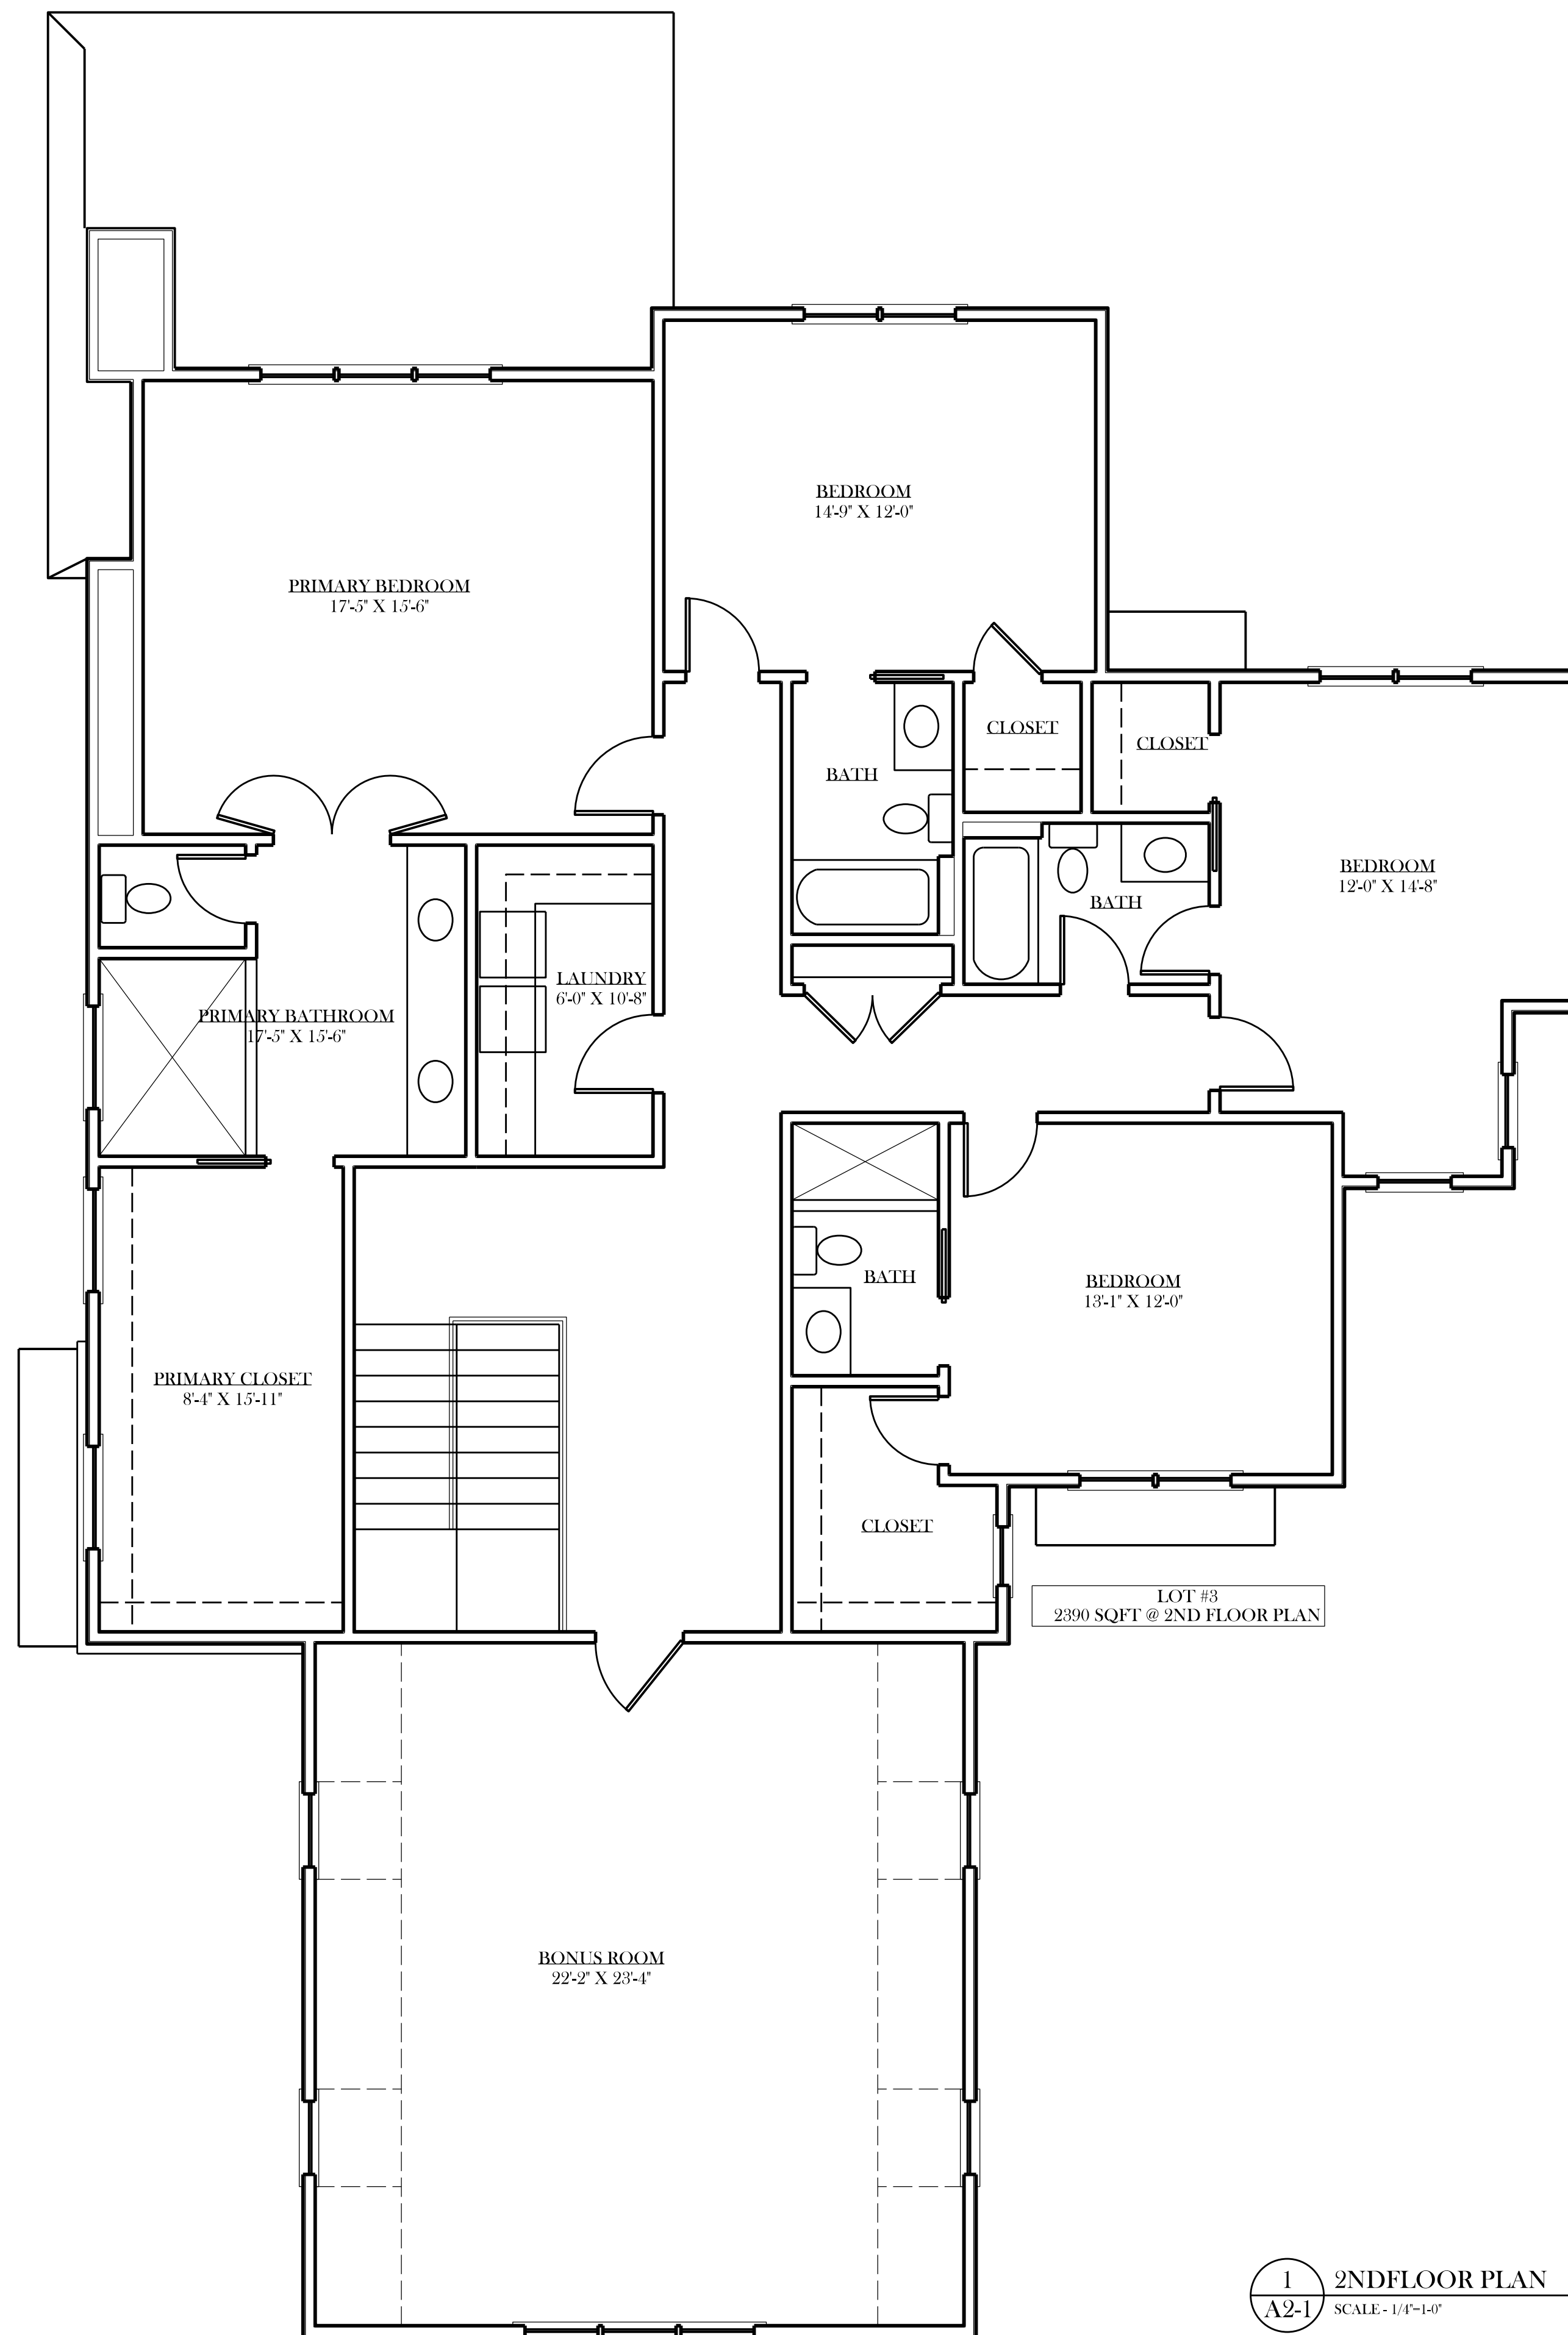 BEDROOM
14'-9" X 12'-0"
PRIMARY BEDROOM
17'-5" X 15'-6"
CLOSET
CLOSET
BATH
BEDROOM
12'-0" X 14'-8"
BATH
LAUNDRY
6'-0" X 10'-8"
PRIMARY BATHROOM
17'-5" X 15'-6"
BATH
BEDROOM
13'-1" X 12'-0"
PRIMARY CLOSET
8'-4" X 15'-11"
CLOSET
LOT #3
2390 SQFT @ 2ND FLOOR PLAN
BONUS ROOM
22'-2" X 23'-4"
1
2NDFLOOR PLAN
A2-1
SCALE - 1/4"=1-0"